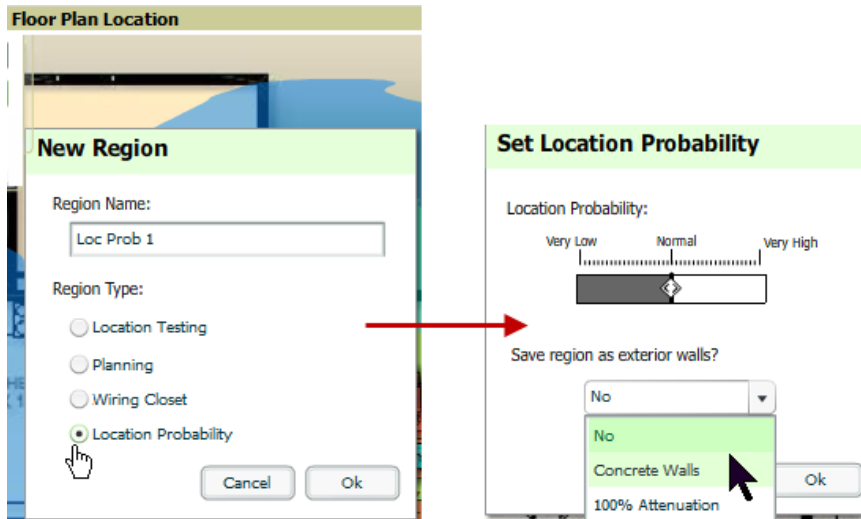 Floor Plan Location
New Region
Region Name:
Loc Prob 1
Region Type:
Location Testing
Planning
Wiring Closet
Location Probability
Cancel Ok
Set Location Probability
Location Probability:
Very Low Normal Very High
Save region as exterior walls?
No
No
Concrete Walls
100% Attenuation
Ok